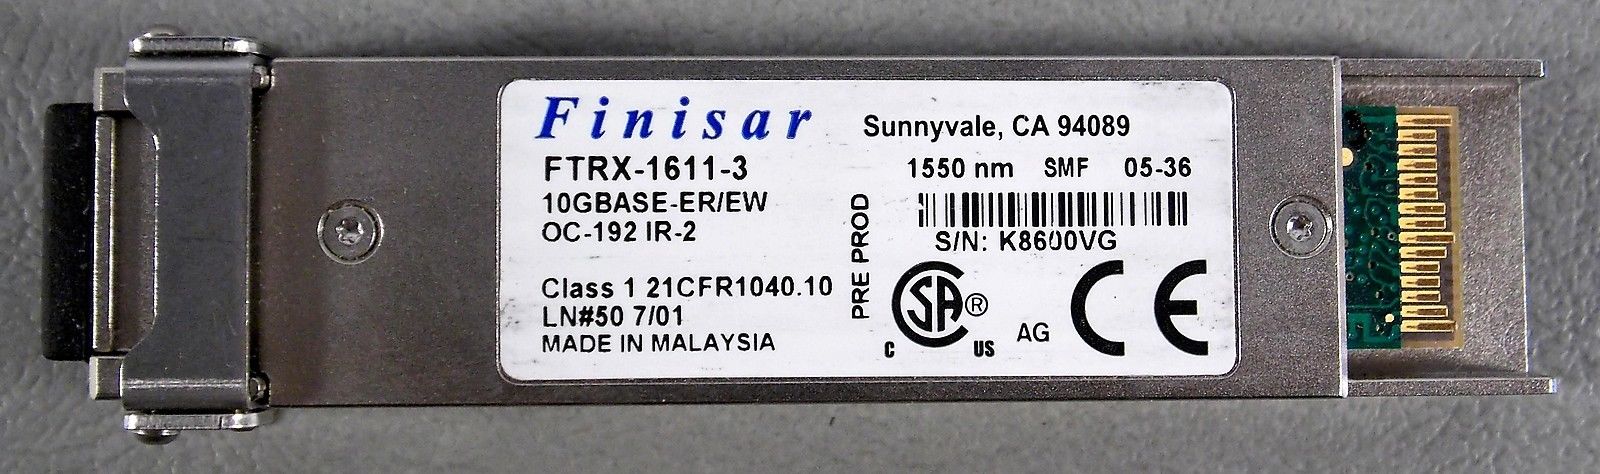 Finisar
Sunnyvale, CA 94089
FTRX-1611-3
1550 nm SMF 05-36
10GBASE-ER/EW
OC-192 IR-2
S/N: K8600VG
PRE PROD
Class 1 21CFR1040.10
LN#50 7/01
MADE IN MALAYSIA
SA ®
C US
AG
CE